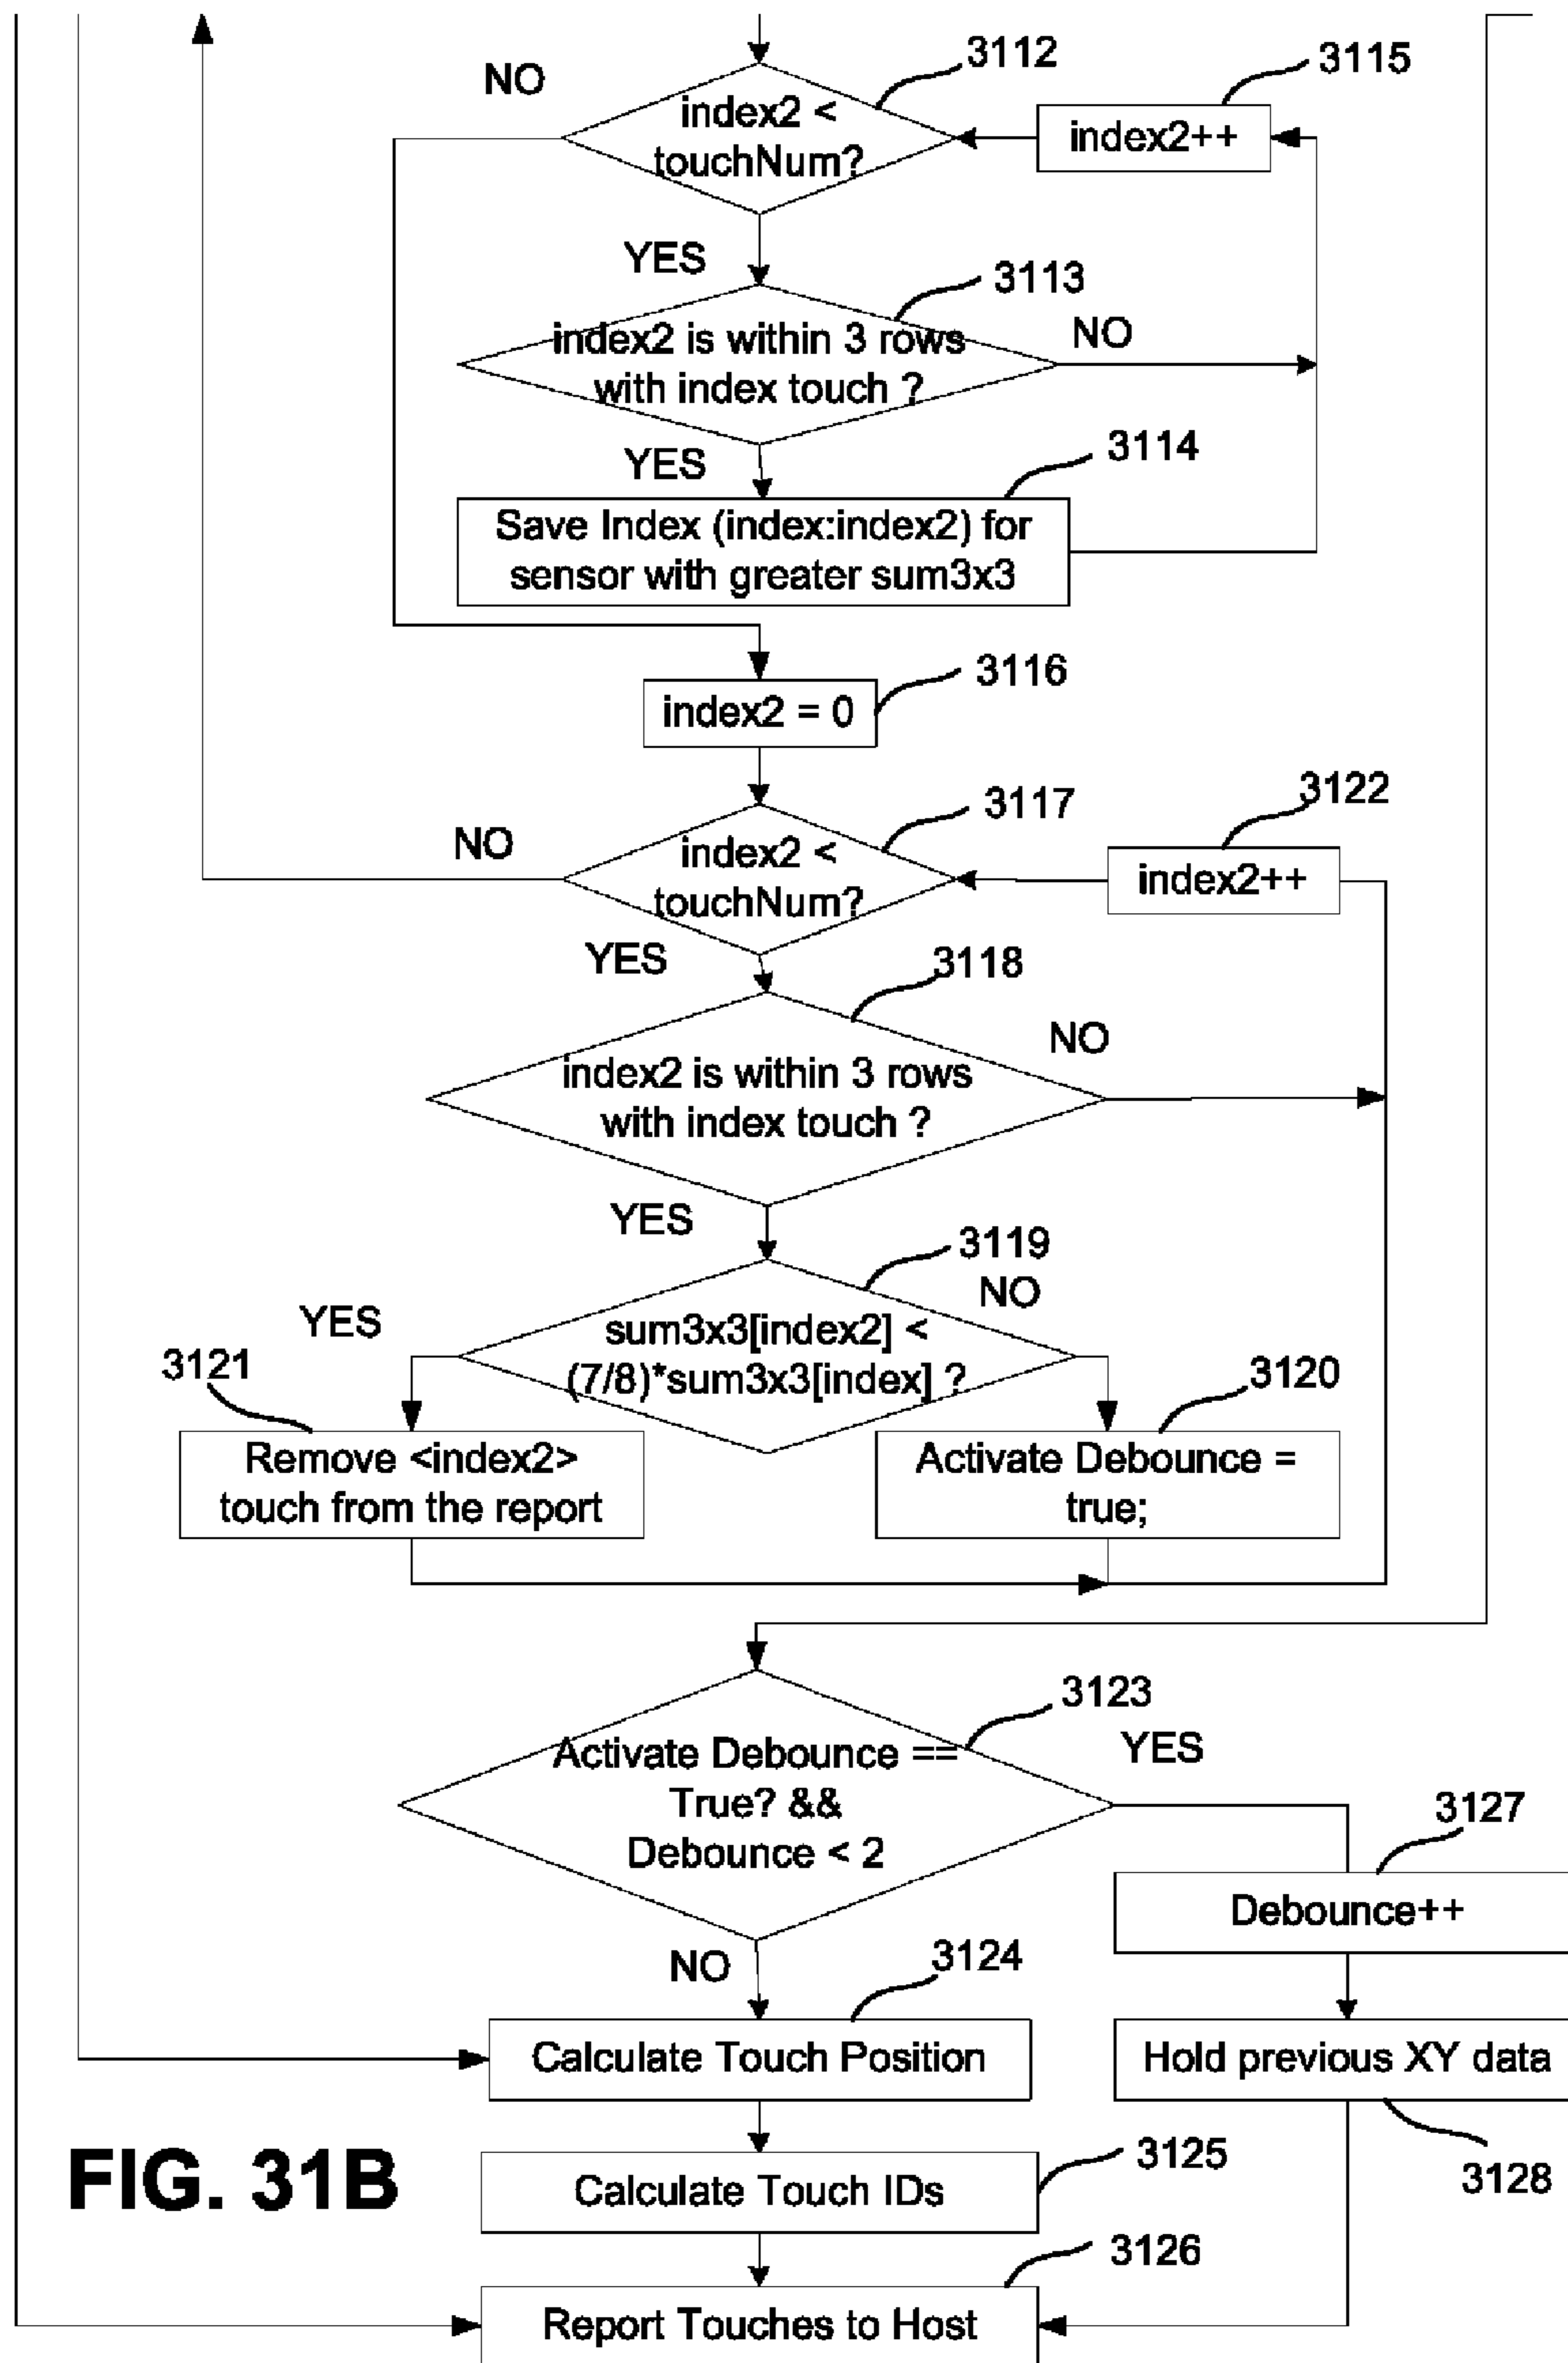 NO
3112
3115
index2 <
touchNum?
index2++
YES
3113
index2 is within 3 rows
with index touch ?
NO
YES
3114
Save Index (index:index2) for
sensor with greater sum3x3
3116
index2 = 0
3117
3122
NO
index2 <
touchNum?
index2++
YES
3118
NO
index2 is within 3 rows
with index touch ?
YES
3119
NO
YES
sum3x3[index2] <
(7/8)*sum3x3[index] ?
3121
3120
Remove <index2>
touch from the report
Activate Debounce =
true;
3123
YES
Activate Debounce ==
True? &&
Debounce < 2
3127
Debounce++
NO
3124
Calculate Touch Position
Hold previous XY data
FIG. 31B
3125
3128
Calculate Touch IDs
3126
Report Touches to Host